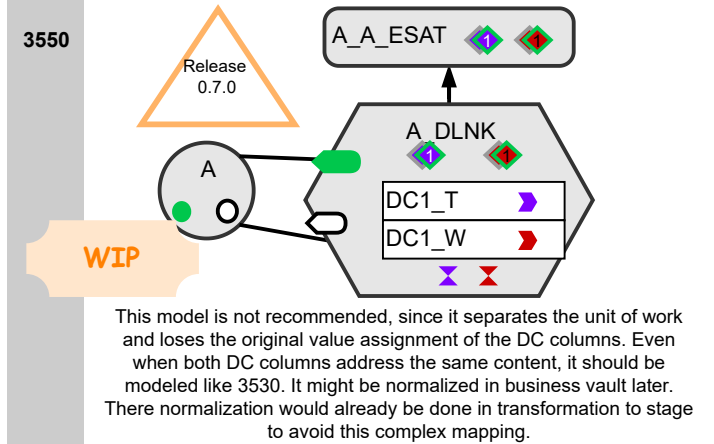 3550
Release
0.7.0
A_A_ESAT
1
1
A_DLNK
1
1
A
DC1_T
DC1_W
WIP
This model is not recommended, since it separates the unit of work
and loses the original value assignment of the DC columns. Even
when both DC columns address the same content, it should be
modeled like 3530. It might be normalized in business vault later.
There normalization would already be done in transformation to stage
to avoid this complex mapping.